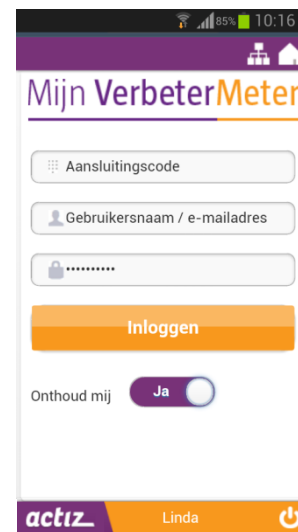 85% 10:16
Mijn VerbeterMeter
Aansluitingscode
Gebruikersnaam / e-mailadres
••••••••••
Inloggen
Onthoud mij Ja
actiz Linda